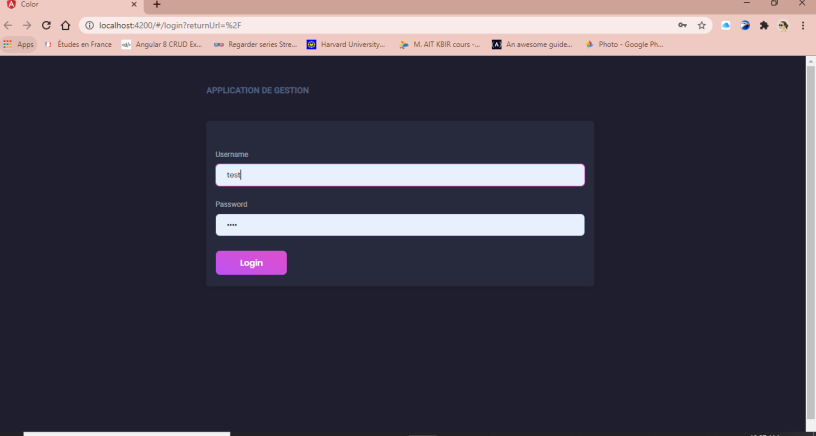 Color
localhost:4200/#/login?returnUrl=%2F
Apps Études en France Angular 8 CRUD Ex... Regarder series Stre... Harvard University... M. AIT KBIR cours -... An awesome guide... Photo - Google Ph...
APPLICATION DE GESTION
Username
test
Password
••••
Login